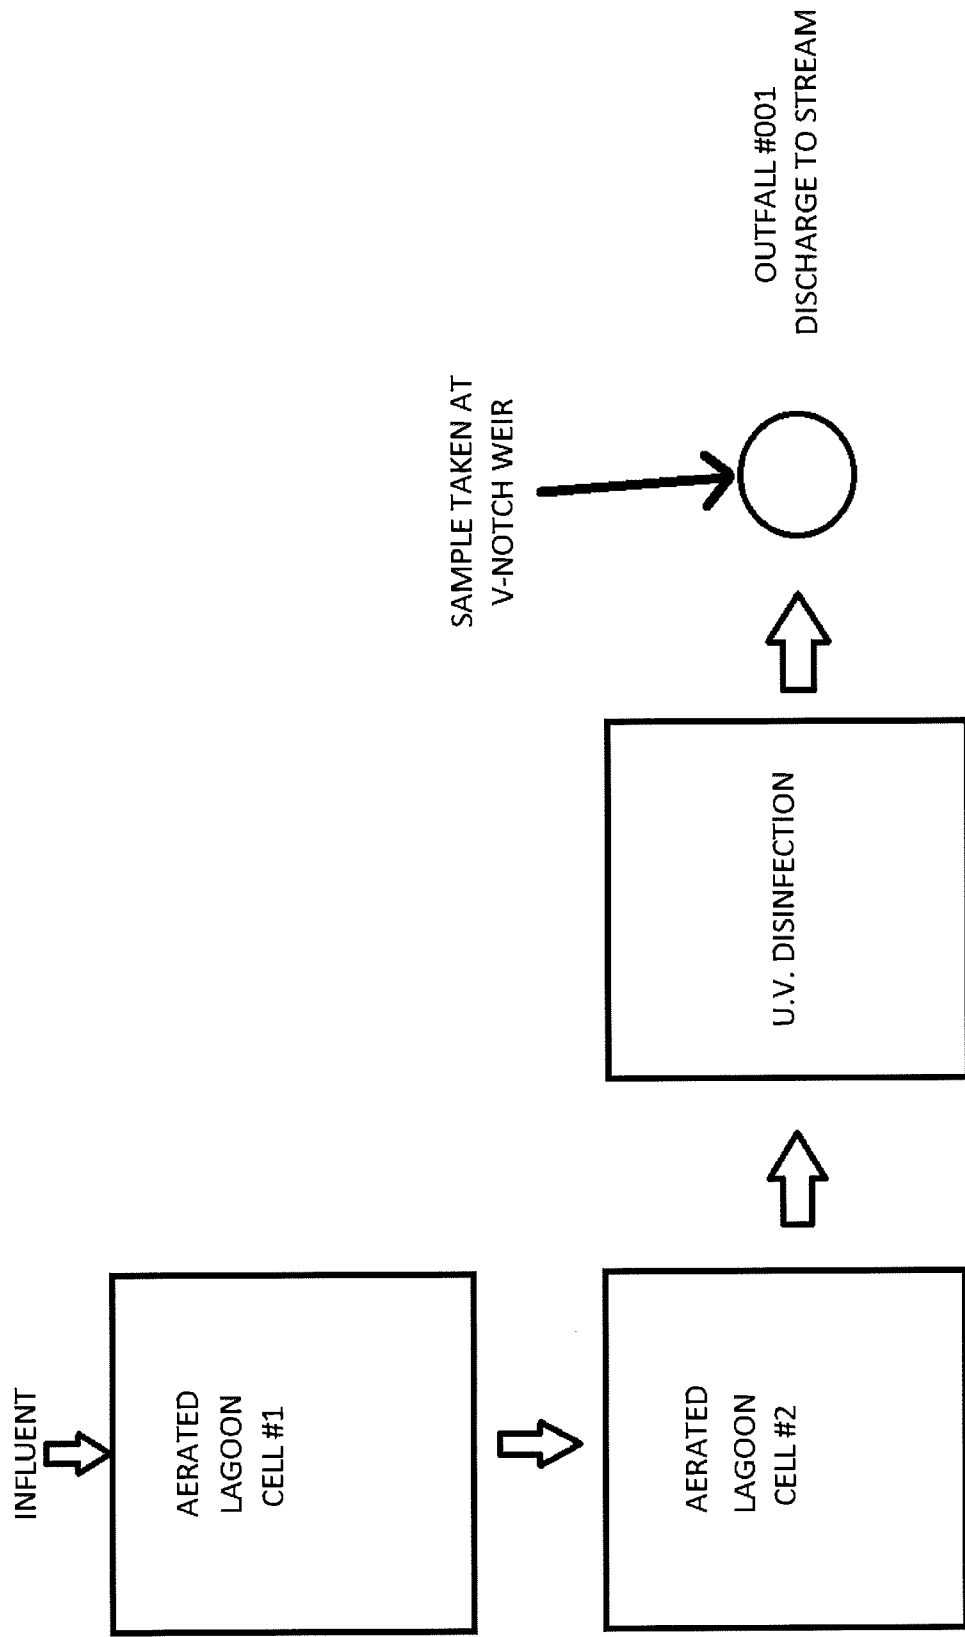 INFLUENT
AERATED
LAGOON
CELL #1
AERATED
LAGOON
CELL #2
U.V. DISINFECTION
SAMPLE TAKEN AT
V-NOTCH WEIR
OUTFALL #001
DISCHARGE TO STREAM